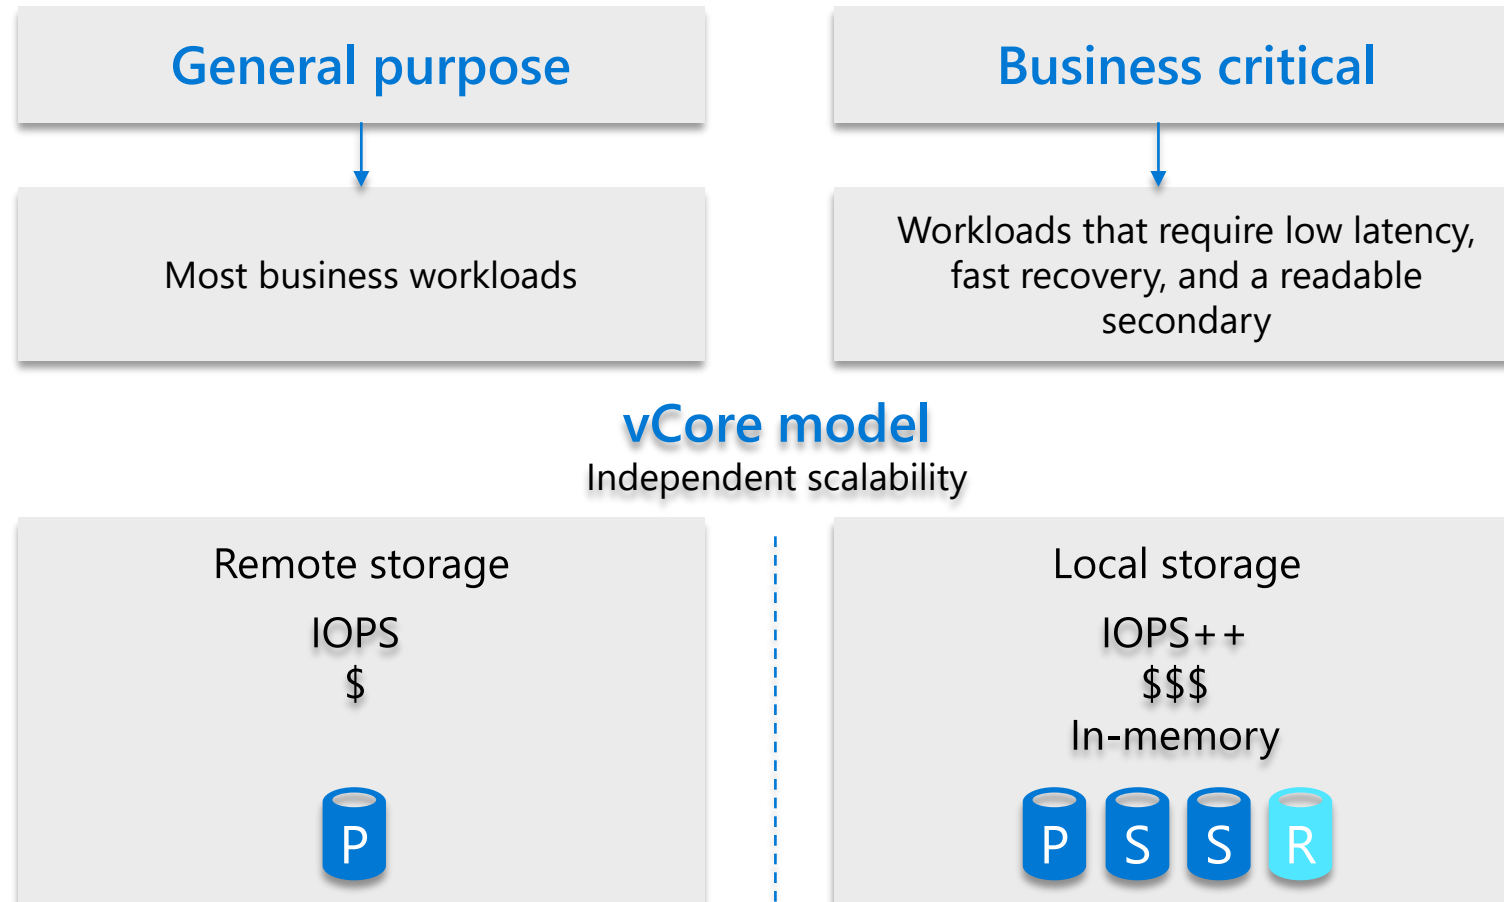 General purpose
Business critical
Most business workloads
Workloads that require low latency,
fast recovery, and a readable
secondary
vCore model
Independent scalability
Remote storage
IOPS
$
P
Local storage
IOPS++
$$$
In-memory
P S S R